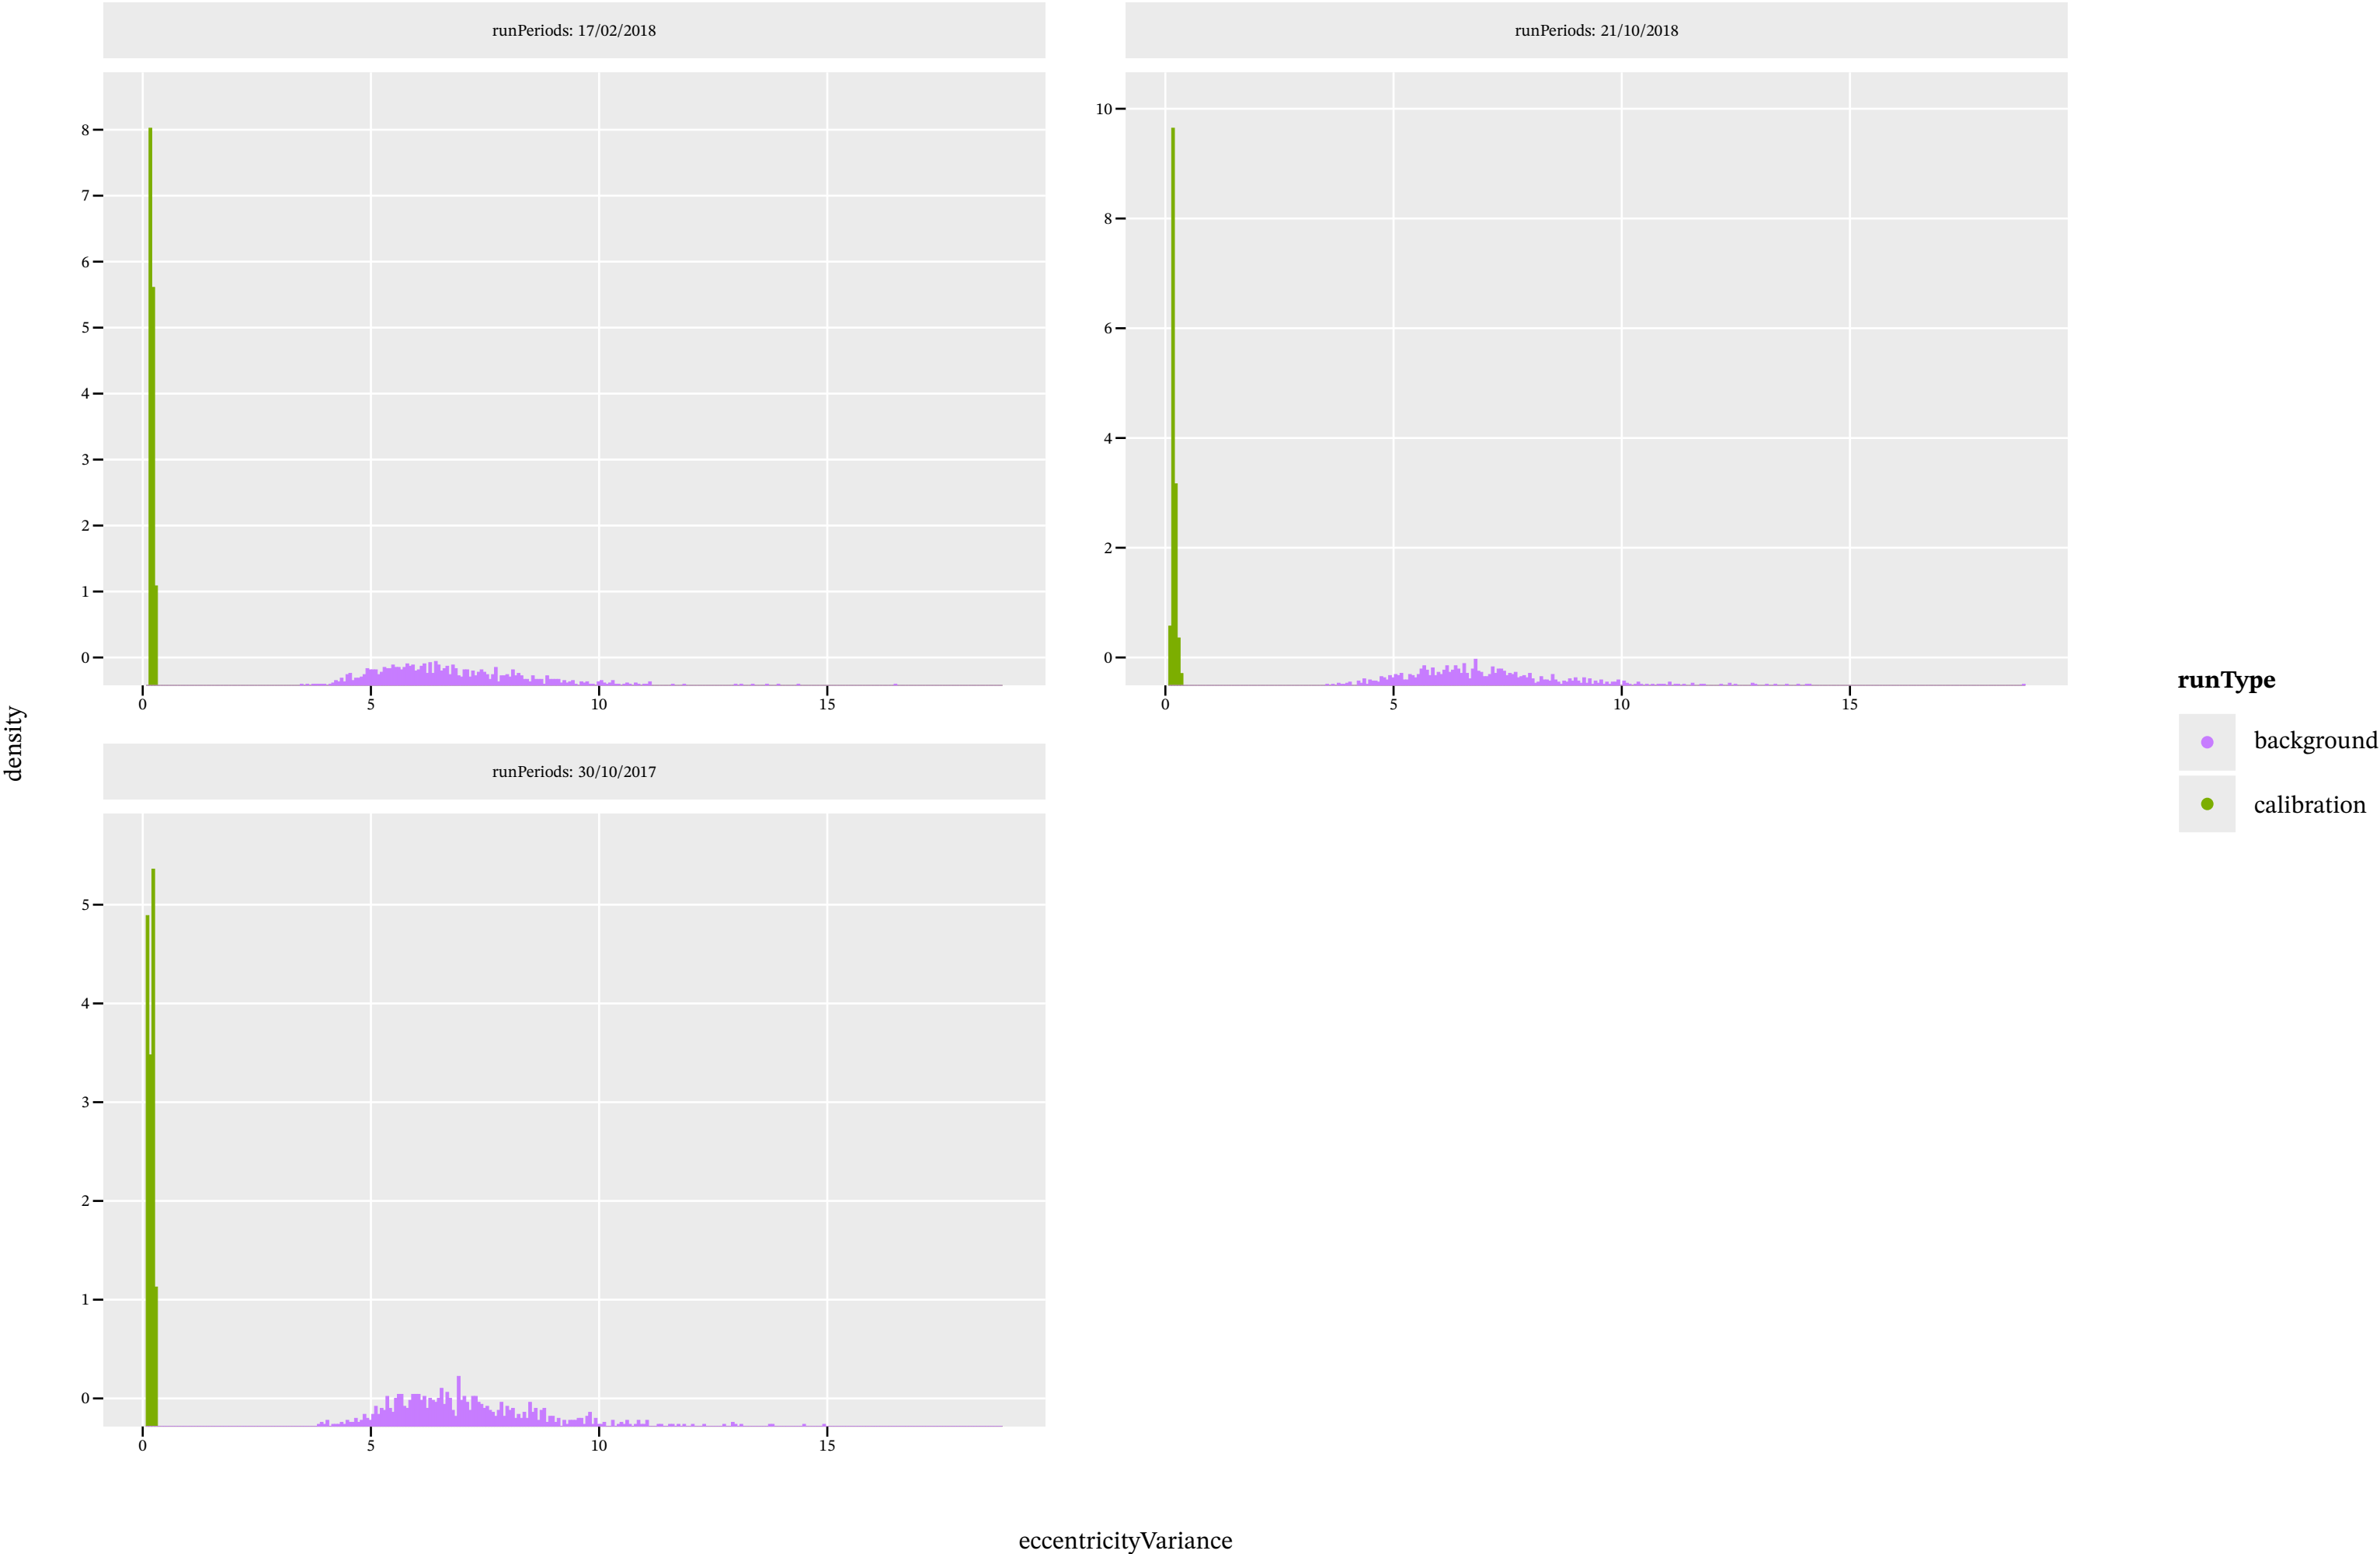 runPeriods: 17/02/2018
runPeriods: 21/10/2018
8
7
6
5
4
3
2
1
0
0 5 10 15
10
8
6
4
2
0
0 5 10 15
runPeriods: 30/10/2017
5
4
3
2
1
0
0 5 10 15
density
eccentricityVariance
runType
background
calibration